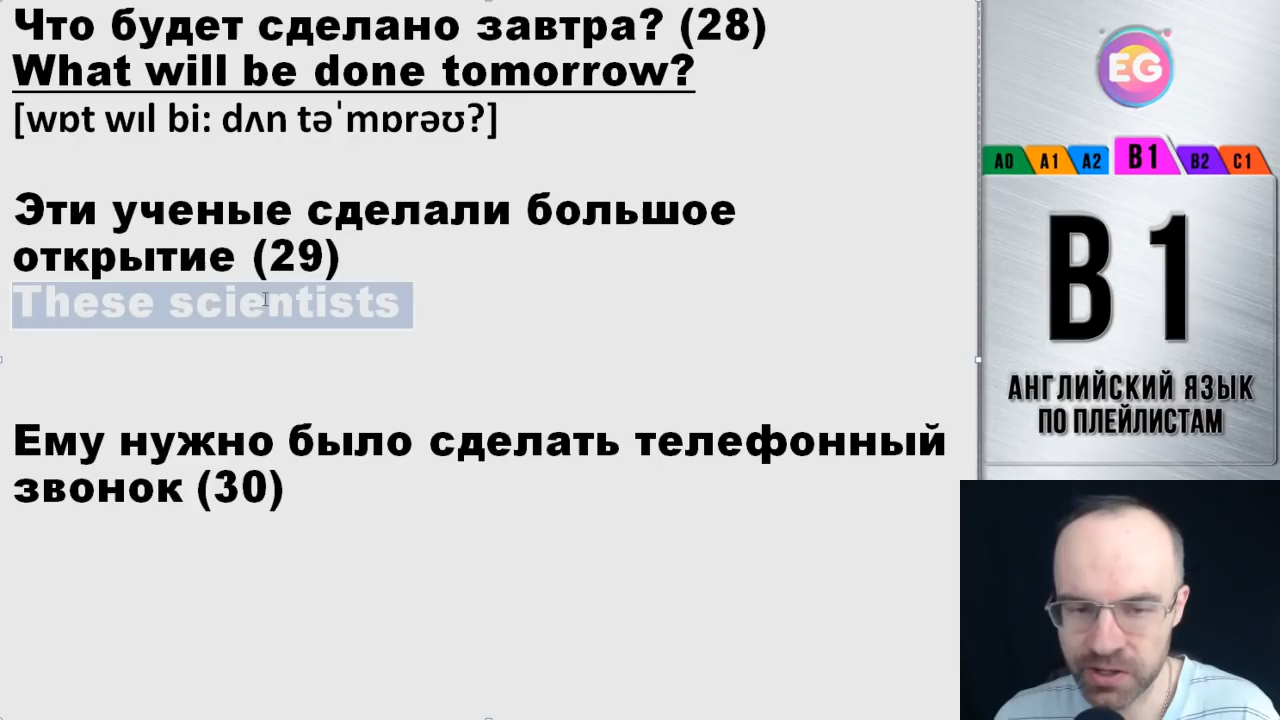 Что будет сделано завтра? (28)
What will be done tomorrow?
[wɒt wɪl bi: dʌn təˈmɒrəʊ?]
Эти ученые сделали большое
открытие (29)
These scientists
Ему нужно было сделать телефонный
звонок (30)
EG
A0 A1 A2 B1 B2 C1
B1
АНГЛИЙСКИЙ ЯЗЫК
ПО ПЛЕЙЛИСТАМ